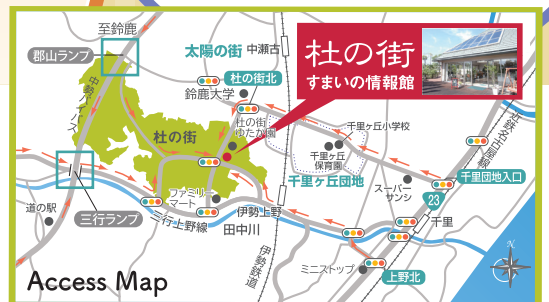 至鈴鹿
郡山ランプ
中勢バイパス
太陽の街
中瀬古
杜の街北
鈴鹿大学
杜の街
すまいの情報館
杜の街
杜の街
ゆたか園
千里ヶ丘小学校
千里ヶ丘
保育園
千里ヶ丘団地
近鉄名古屋線
千里団地入口
スーパー
サンシ
23
千里
ファミリー
マート
伊勢上野
三行ランプ
道の駅
三行上野線
田中川
伊勢鉄道
ミニストップ
上野北
N
Access Map